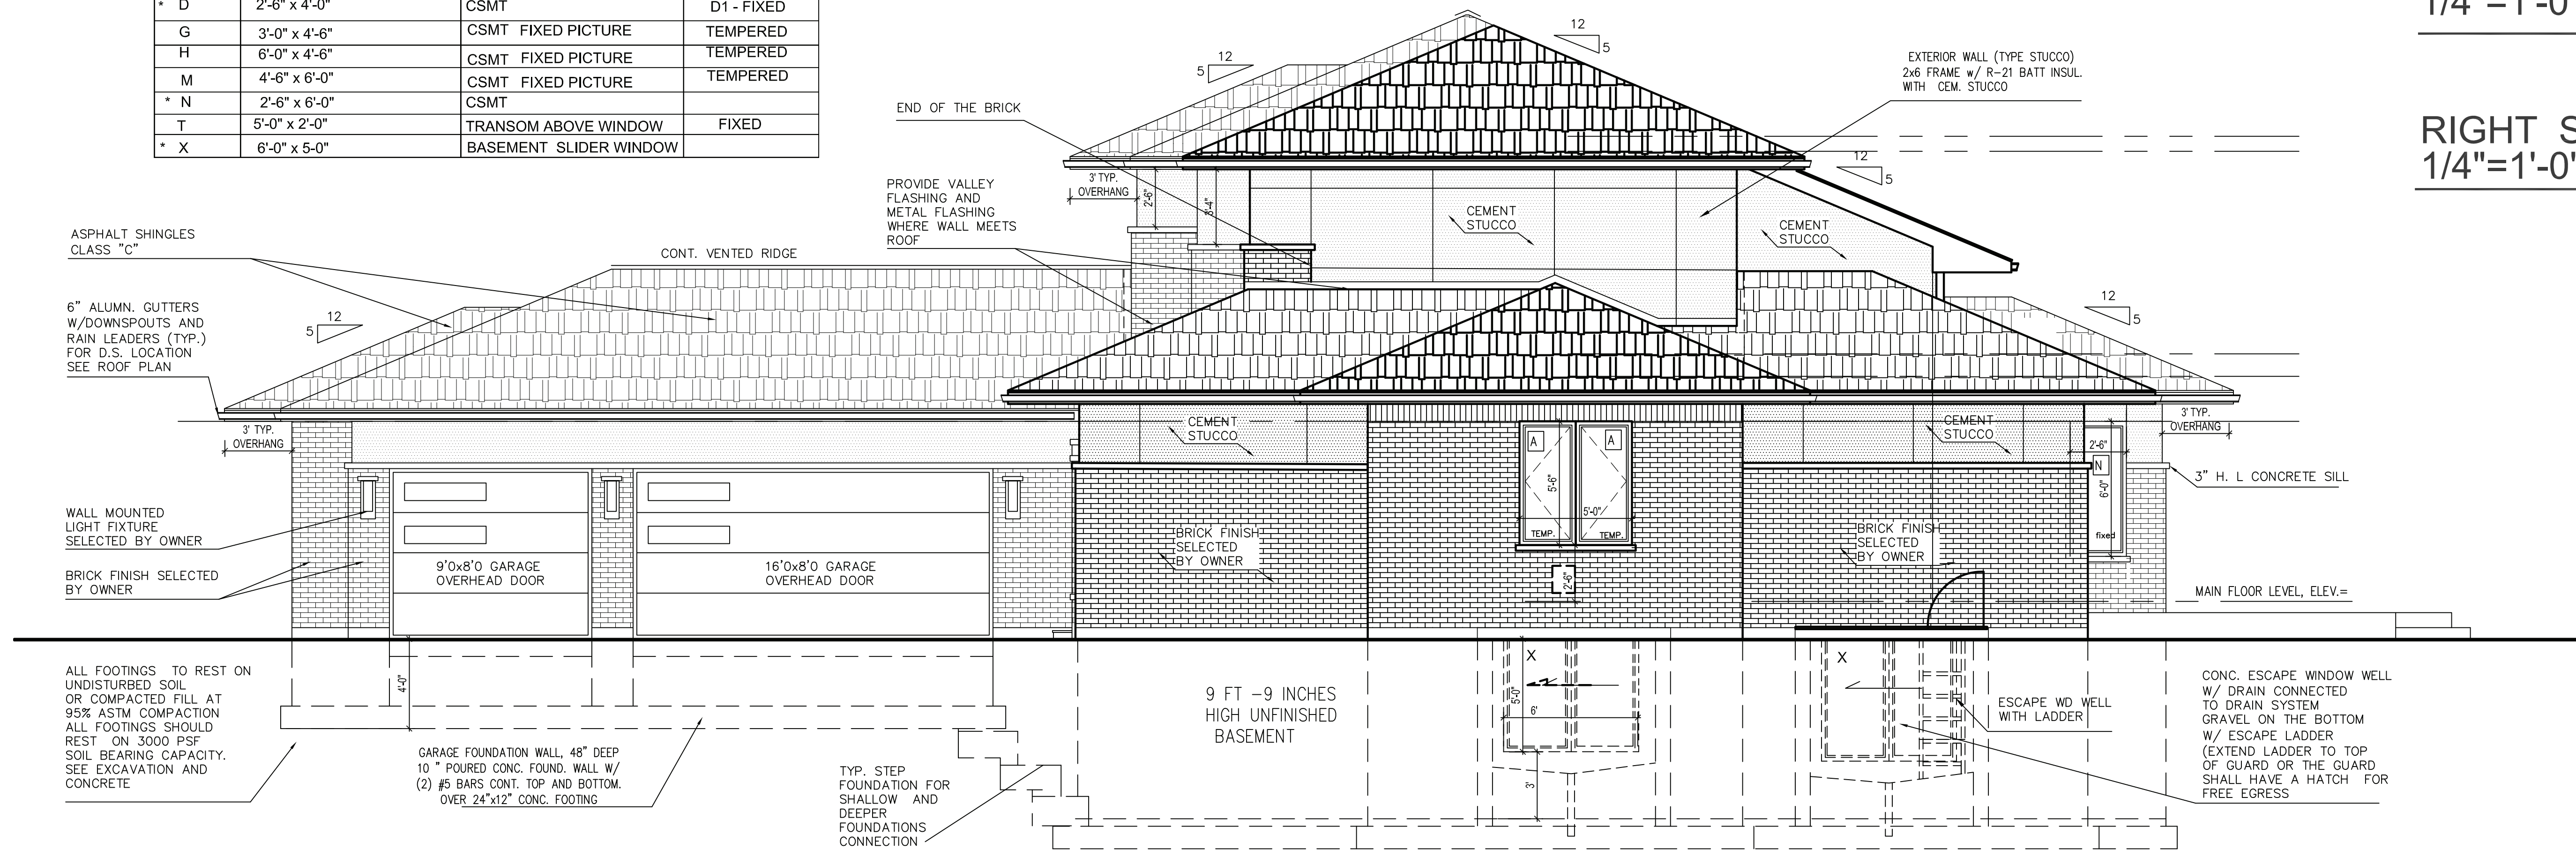 * D 2'-6" x 4'-0" CSMT D1 - FIXED
G 3'-0" x 4'-6" CSMT FIXED PICTURE TEMPERED
H 6'-0" x 4'-6" CSMT FIXED PICTURE TEMPERED
M 4'-6" x 6'-0" CSMT FIXED PICTURE TEMPERED
* N 2'-6" x 6'-0" CSMT
T 5'-0" x 2'-0" TRANSOM ABOVE WINDOW FIXED
* X 6'-0" x 5-0" BASEMENT SLIDER WINDOW
1/4"=1'-0
RIGHT S
1/4"=1'-0"
12
5
12
5
EXTERIOR WALL (TYPE STUCCO)
2x6 FRAME w/ R-21 BATT INSUL.
WITH CEM. STUCCO
END OF THE BRICK
12
5
3' TYP.
OVERHANG
2'-6"
PROVIDE VALLEY
FLASHING AND
METAL FLASHING
WHERE WALL MEETS
ROOF
CEMENT
STUCCO
CEMENT
STUCCO
ASPHALT SHINGLES
CLASS "C"
CONT. VENTED RIDGE
6" ALUMN. GUTTERS
W/DOWNSPOUTS AND
RAIN LEADERS (TYP.)
FOR D.S. LOCATION
SEE ROOF PLAN
12
5
12
5
3' TYP.
OVERHANG
CEMENT
STUCCO
A
A
5'-6"
5'-0"
TEMP.
TEMP.
CEMENT
STUCCO
3' TYP.
OVERHANG
2'-6"
N
6'-0"
fixed
3" H. L CONCRETE SILL
WALL MOUNTED
LIGHT FIXTURE
SELECTED BY OWNER
BRICK FINISH SELECTED
BY OWNER
9'0x8'0 GARAGE
OVERHEAD DOOR
16'0x8'0 GARAGE
OVERHEAD DOOR
BRICK FINISH
SELECTED
BY OWNER
2'-6"
BRICK FINISH
SELECTED
BY OWNER
MAIN FLOOR LEVEL, ELEV.=
ALL FOOTINGS TO REST ON
UNDISTURBED SOIL
OR COMPACTED FILL AT
95% ASTM COMPACTION
ALL FOOTINGS SHOULD
REST ON 3000 PSF
SOIL BEARING CAPACITY.
SEE EXCAVATION AND
CONCRETE
4'-0"
GARAGE FOUNDATION WALL, 48" DEEP
10 " POURED CONC. FOUND. WALL W/
(2) #5 BARS CONT. TOP AND BOTTOM.
OVER 24"x12" CONC. FOOTING
TYP. STEP
FOUNDATION FOR
SHALLOW AND
DEEPER
FOUNDATIONS
CONNECTION
9 FT -9 INCHES
HIGH UNFINISHED
BASEMENT
X
5'-0"
6'
3'
X
ESCAPE WD WELL
WITH LADDER
CONC. ESCAPE WINDOW WELL
W/ DRAIN CONNECTED
TO DRAIN SYSTEM
GRAVEL ON THE BOTTOM
W/ ESCAPE LADDER
(EXTEND LADDER TO TOP
OF GUARD OR THE GUARD
SHALL HAVE A HATCH FOR
FREE EGRESS